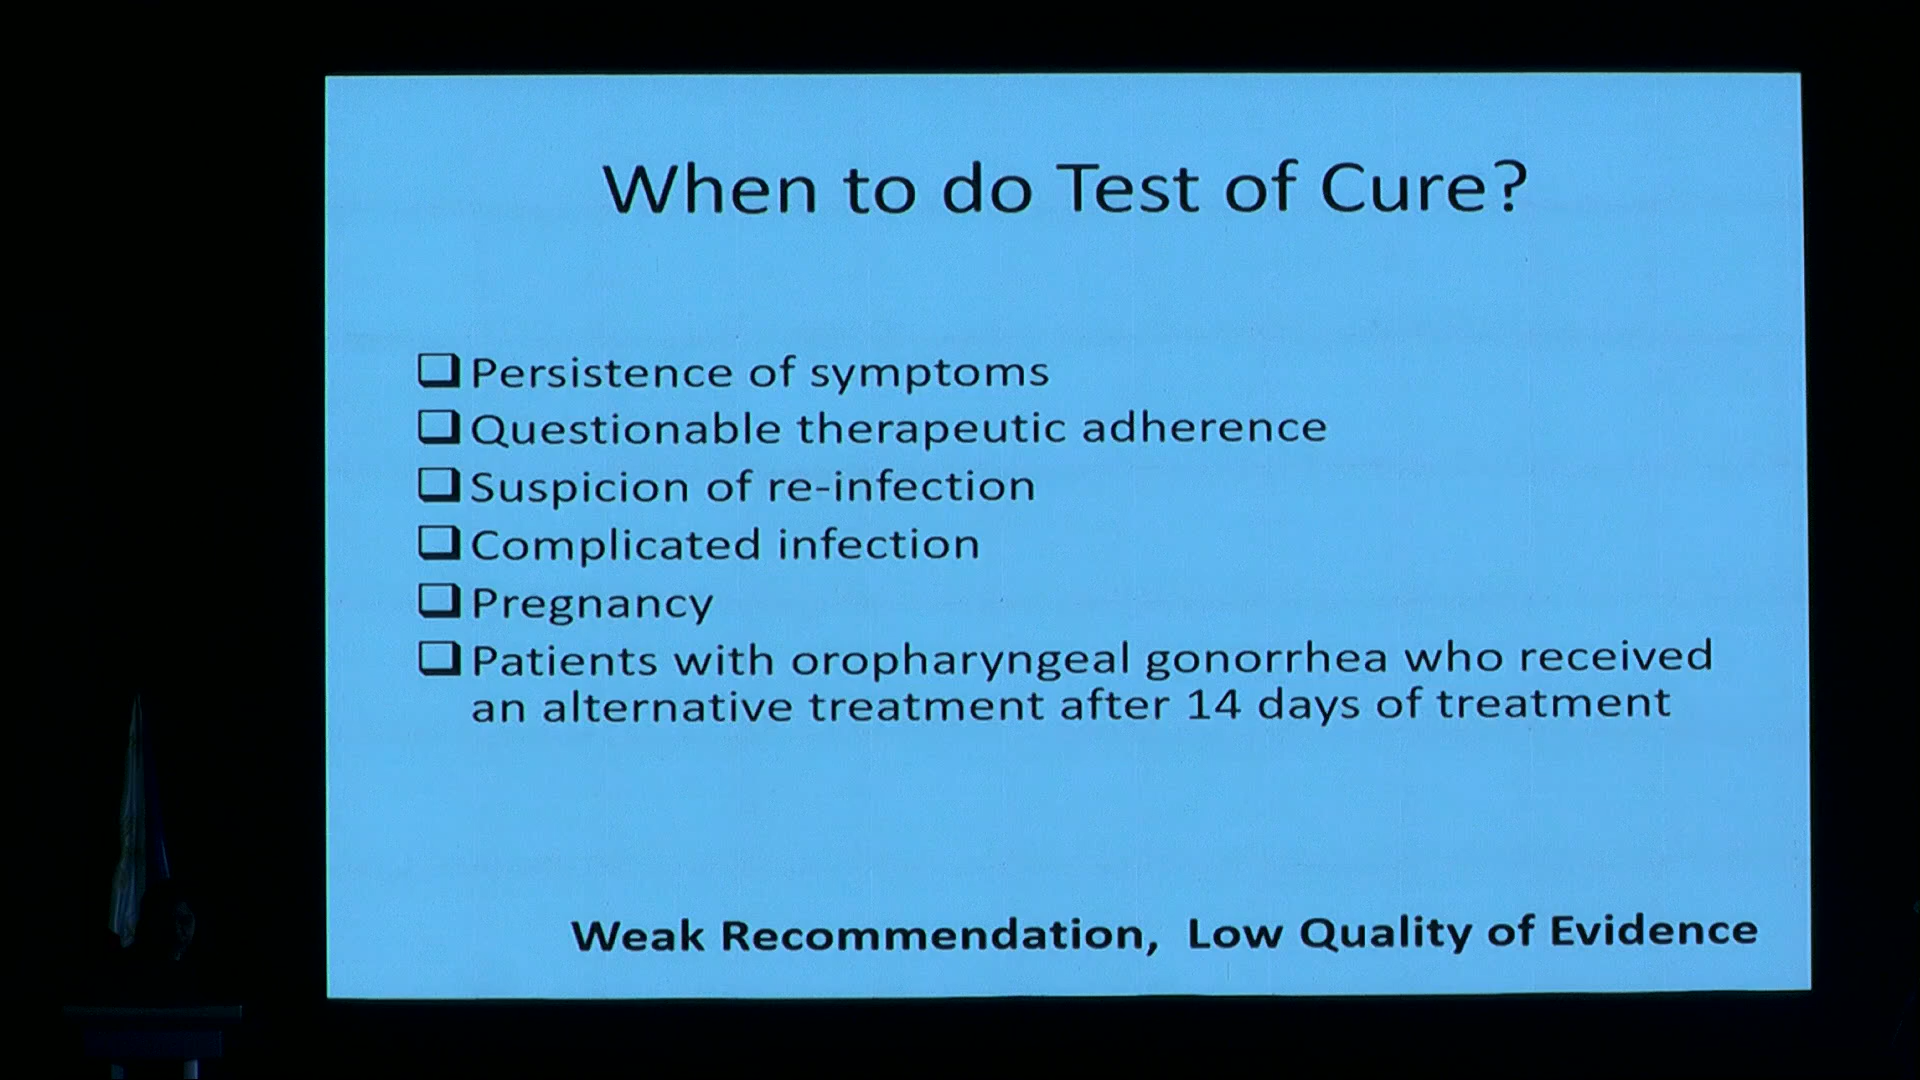 When to do Test of Cure?
❑ Persistence of symptoms
❑ Questionable therapeutic adherence
❑ Suspicion of re-infection
❑ Complicated infection
❑ Pregnancy
❑ Patients with oropharyngeal gonorrhea who received
an alternative treatment after 14 days of treatment
Weak Recommendation, Low Quality of Evidence